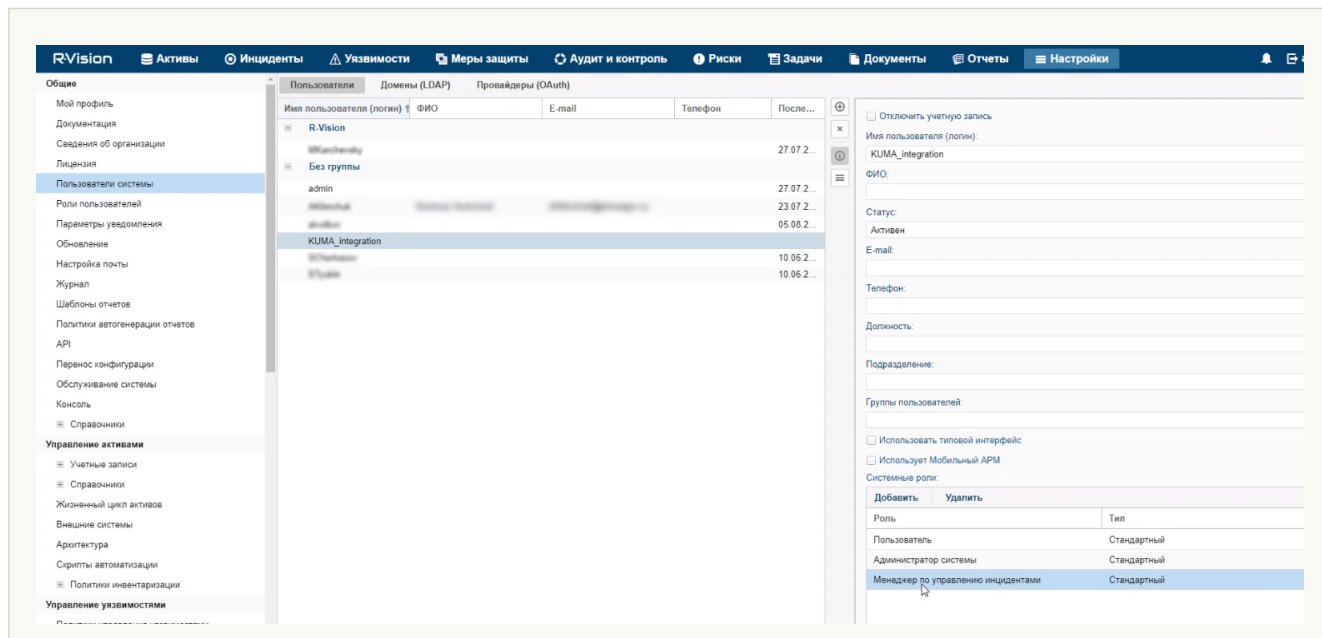 R·Vision Активы Инциденты Уязвимости Меры защиты Аудит и контроль Риски Задачи Документы Отчеты Настройки
Общие
Мой профиль
Документация
Сведения об организации
Лицензия
Пользователи системы
Роли пользователей
Параметры уведомления
Обновление
Настройка почты
Журнал
Шаблоны отчетов
Политики автогенерации отчетов
API
Перенос конфигурации
Обслуживание системы
Консоль
Справочники
Управление активами
Учетные записи
Справочники
Жизненный цикл активов
Внешние системы
Архитектура
Скрипты автоматизации
Политики инвентаризации
Управление уязвимостями
Пользователи Домены (LDAP) Провайдеры (OAuth)
Имя пользователя (логин) ↑ ФИО E-mail Телефон После...
R-Vision
27.07.2...
Без группы
admin 27.07.2...
23.07.2...
05.08.2...
KUMA_integration
10.06.2...
10.06.2...
Отключить учетную запись
Имя пользователя (логин):
KUMA_integration
ФИО:
Статус:
Активен
E-mail:
Телефон:
Должность:
Подразделение:
Группы пользователей:
Использовать типовой интерфейс
Использует Мобильный АРМ
Системные роли:
Добавить Удалить
Роль Тип
Пользователь Стандартный
Администратор системы Стандартный
Менеджер по управлению инцидентами Стандартный